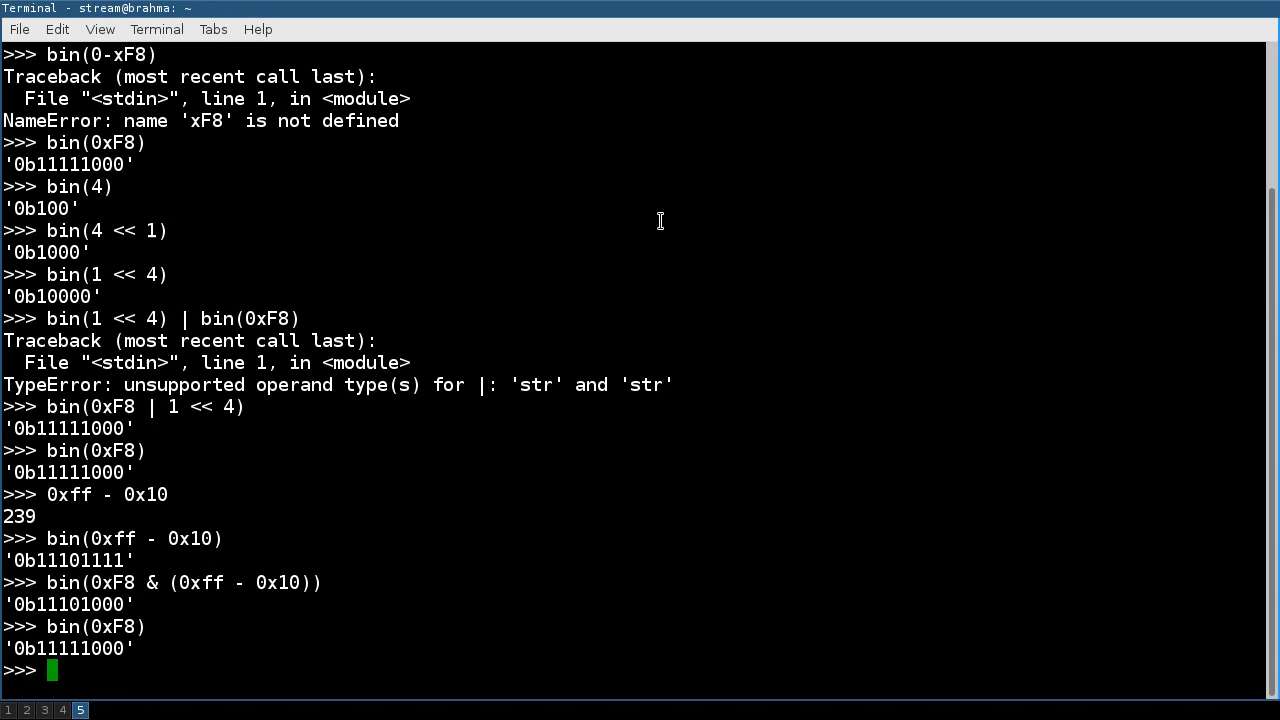 Terminal - stream@brahma: ~
File Edit View Terminal Tabs Help
>>> bin(0-xF8)
Traceback (most recent call last):
  File "<stdin>", line 1, in <module>
NameError: name 'xF8' is not defined
>>> bin(0xF8)
'0b11111000'
>>> bin(4)
'0b100'
>>> bin(4 << 1)
'0b1000'
>>> bin(1 << 4)
'0b10000'
>>> bin(1 << 4) | bin(0xF8)
Traceback (most recent call last):
  File "<stdin>", line 1, in <module>
TypeError: unsupported operand type(s) for |: 'str' and 'str'
>>> bin(0xF8 | 1 << 4)
'0b11111000'
>>> bin(0xF8)
'0b11111000'
>>> 0xff - 0x10
239
>>> bin(0xff - 0x10)
'0b11101111'
>>> bin(0xF8 & (0xff - 0x10))
'0b11101000'
>>> bin(0xF8)
'0b11111000'
>>>
1 2 3 4 5